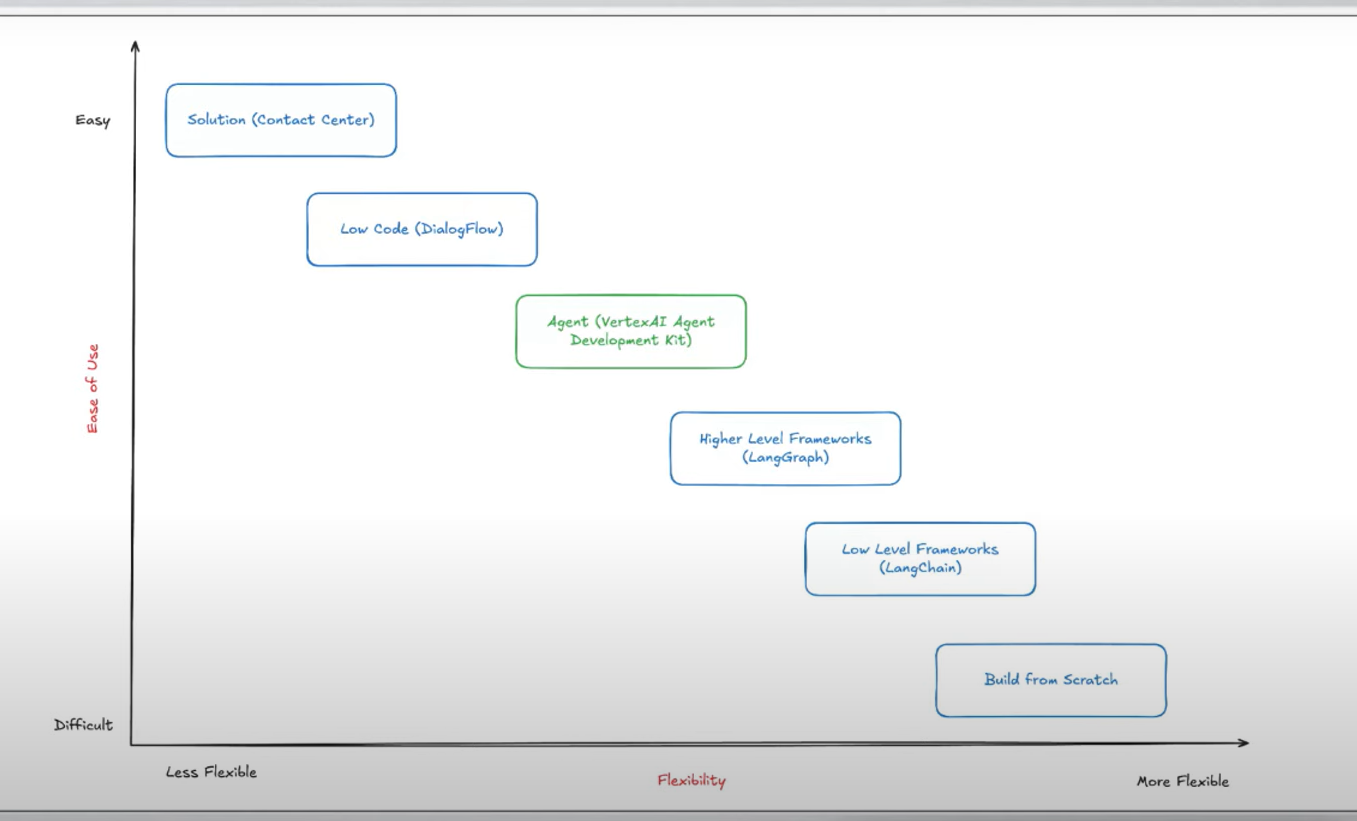 Easy
Solution (Contact Center)
Low Code (DialogFlow)
Agent (VertexAI Agent
Development Kit)
Ease of Use
Higher Level Frameworks
(LangGraph)
Low Level Frameworks
(LangChain)
Build from Scratch
Difficult
Less Flexible
Flexibility
More Flexible